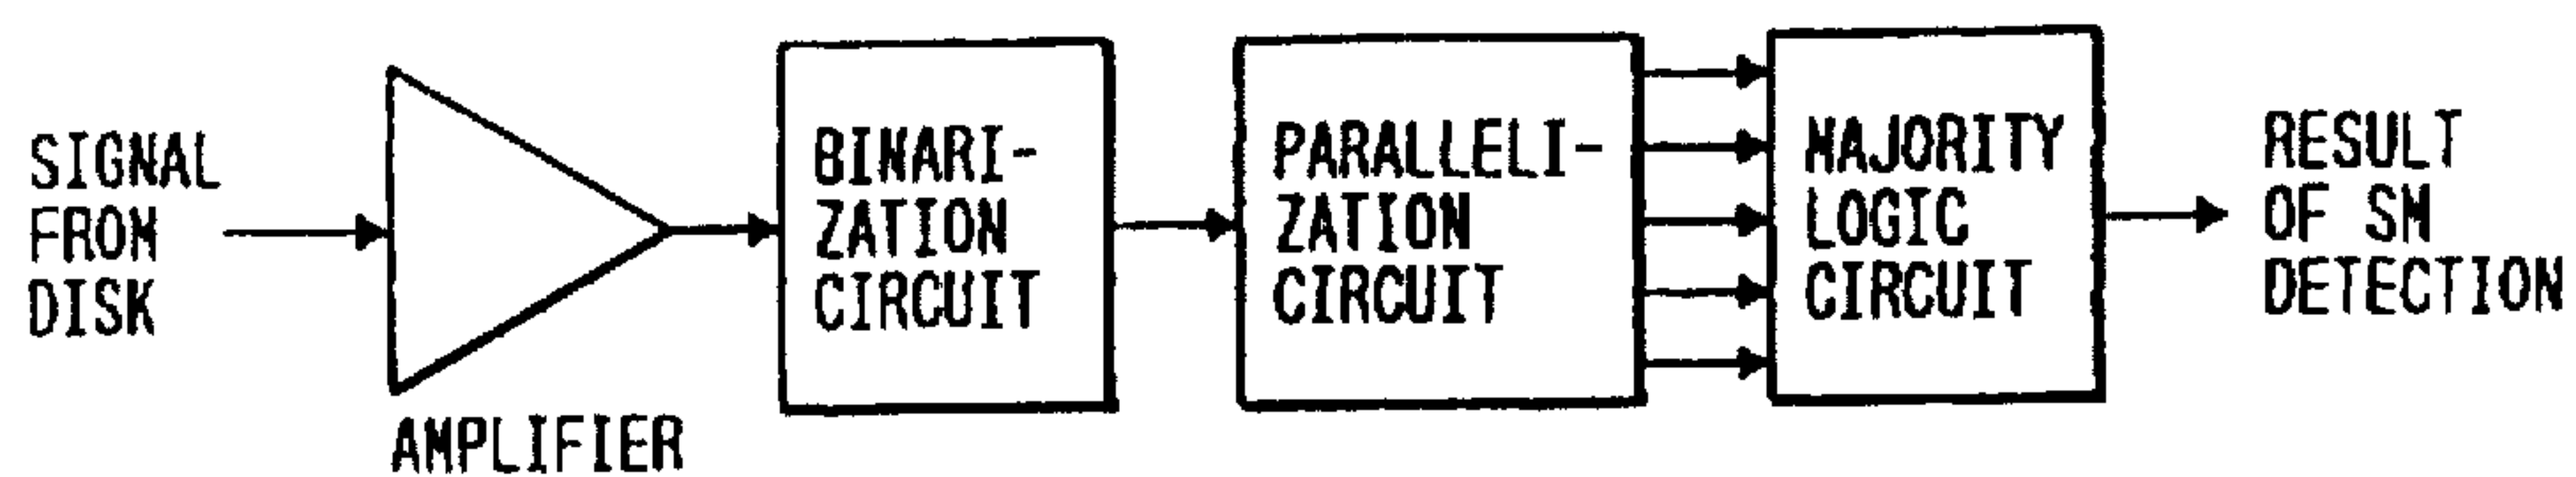 SIGNAL
FROM
DISK
AMPLIFIER
BINARI-
ZATION
CIRCUIT
PARALLELI-
ZATION
CIRCUIT
MAJORITY
LOGIC
CIRCUIT
RESULT
OF SM
DETECTION